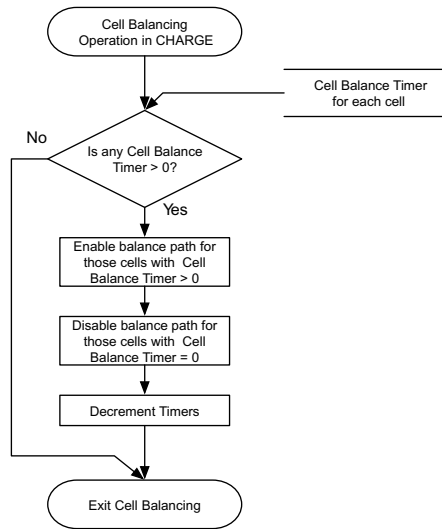 Cell Balancing
Operation in CHARGE
Cell Balance Timer
for each cell
No
Is any Cell Balance
Timer > 0?
Yes
Enable balance path for
those cells with Cell
Balance Timer > 0
Disable balance path for
those cells with Cell
Balance Timer = 0
Decrement Timers
Exit Cell Balancing